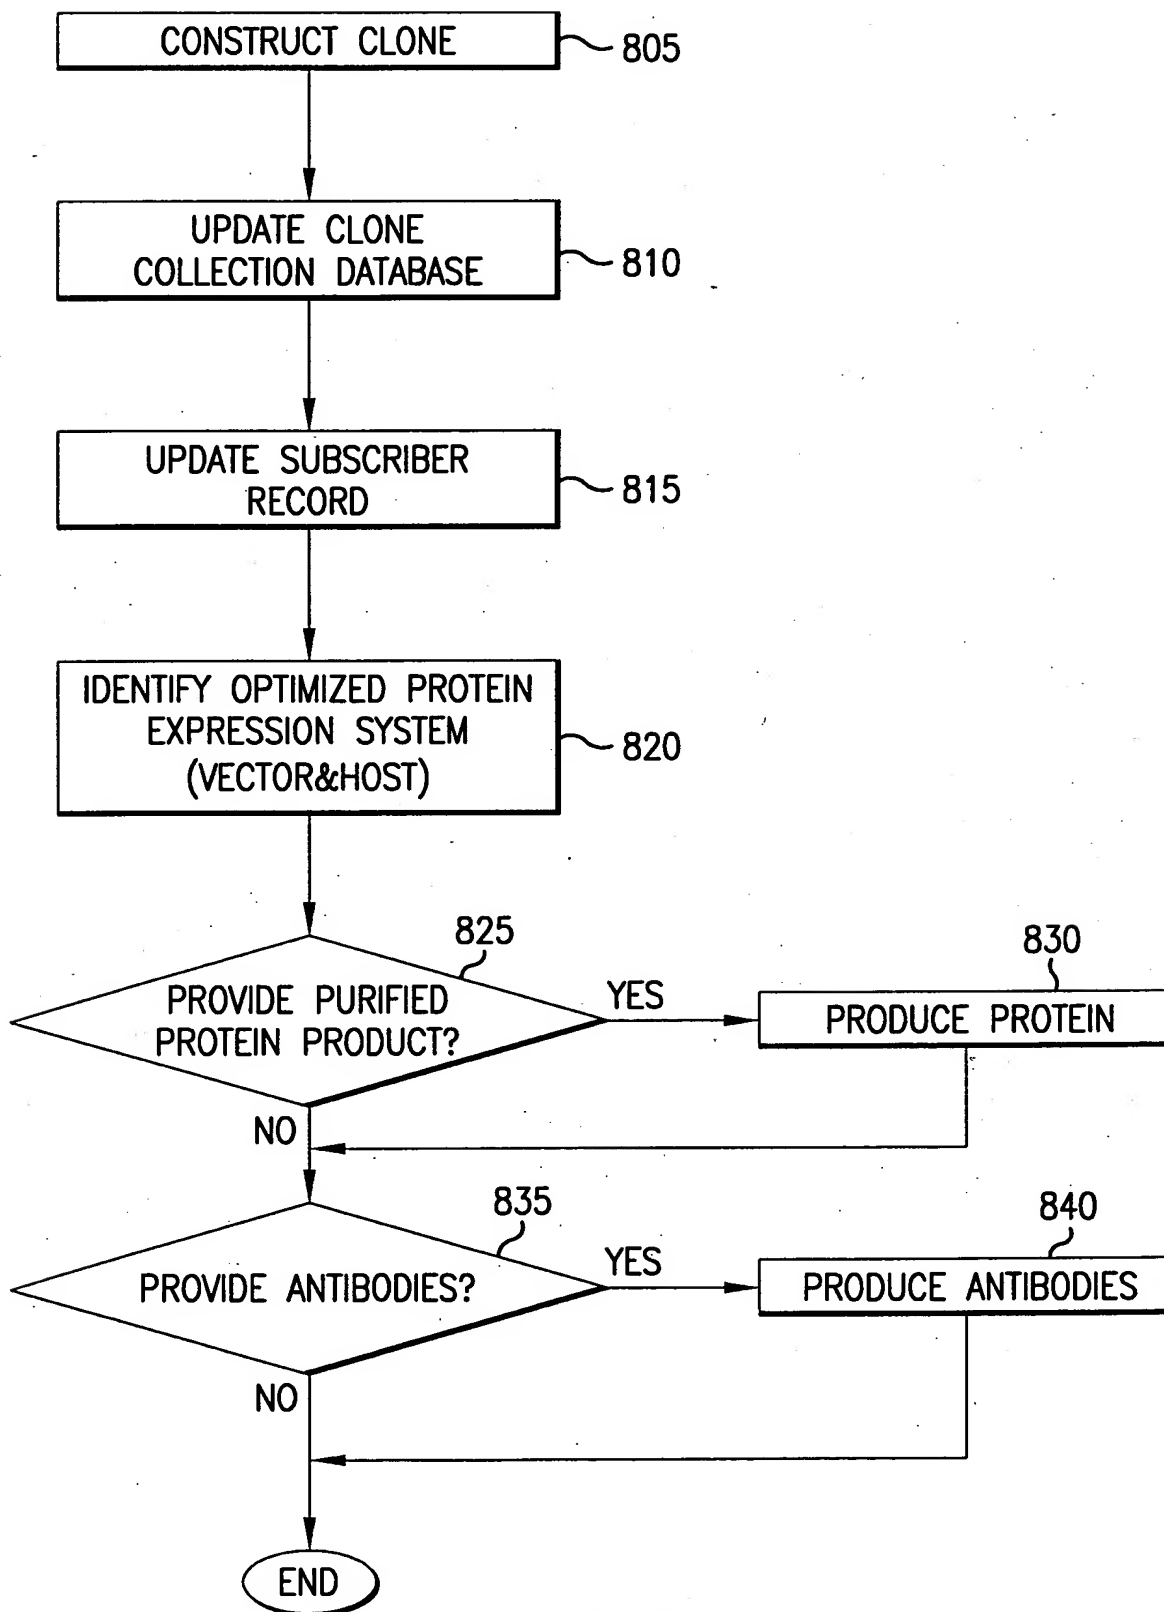 CONSTRUCT CLONE
805
UPDATE CLONE
COLLECTION DATABASE
810
UPDATE SUBSCRIBER
RECORD
815
IDENTIFY OPTIMIZED PROTEIN
EXPRESSION SYSTEM
(VECTOR&HOST)
820
825
PROVIDE PURIFIED
PROTEIN PRODUCT?
YES
830
PRODUCE PROTEIN
NO
835
PROVIDE ANTIBODIES?
YES
840
PRODUCE ANTIBODIES
NO
END